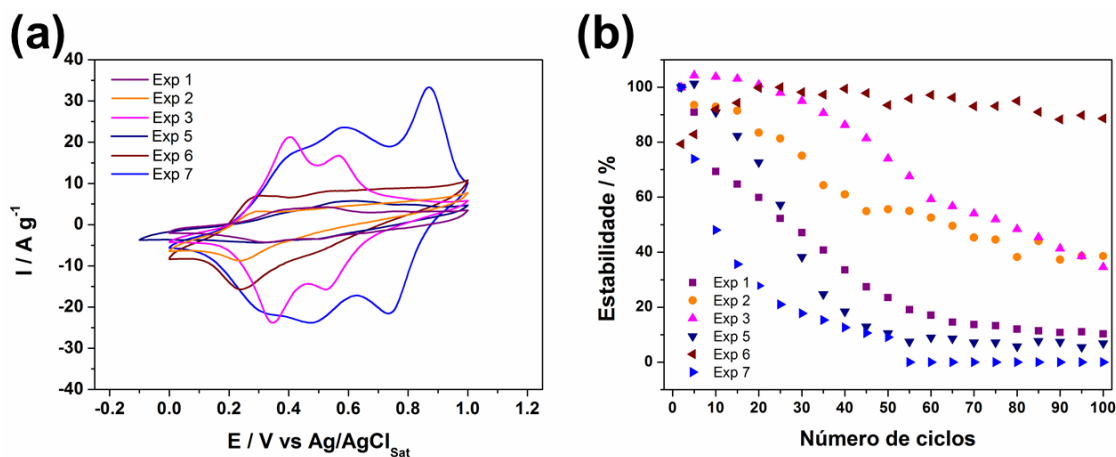 (a)
40
30
20
10
0
-10
-20
-30
-40
I / A g-1
Exp 1
Exp 2
Exp 3
Exp 5
Exp 6
Exp 7
-0.2 0.0 0.2 0.4 0.6 0.8 1.0 1.2
E / V vs Ag/AgClSat
(b)
100
80
60
40
20
0
Estabilidade / %
Exp 1
Exp 2
Exp 3
Exp 5
Exp 6
Exp 7
0 10 20 30 40 50 60 70 80 90 100
Número de ciclos